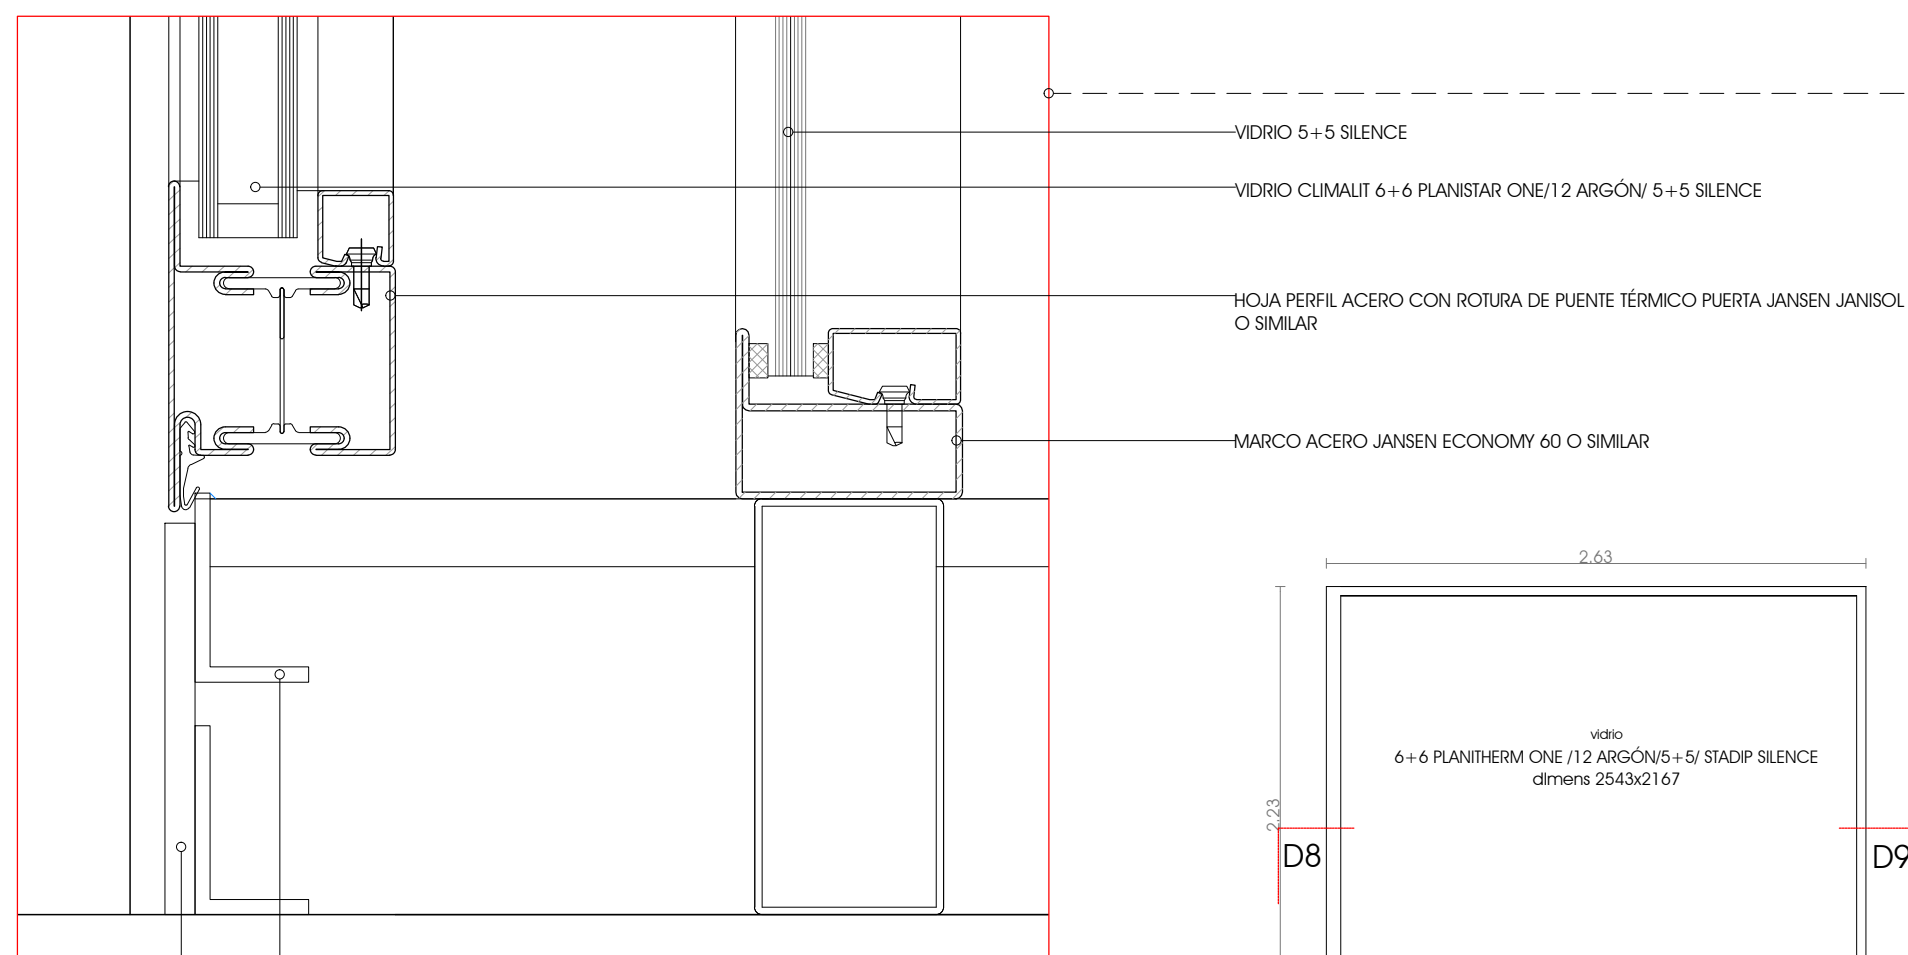 VIDRIO 5+5 SILENCE
VIDRIO CLIMALIT 6+6 PLANISTAR ONE/12 ARGÓN/ 5+5 SILENCE
HOJA PERFIL ACERO CON ROTURA DE PUENTE TÉRMICO PUERTA JANSEN JANISOL
O SIMILAR
MARCO ACERO JANSEN ECONOMY 60 O SIMILAR
2.63
vidrio
6+6 PLANITHERM ONE /12 ARGÓN/5+5/ STADIP SILENCE
dImens 2543x2167
2.23
D8
D9